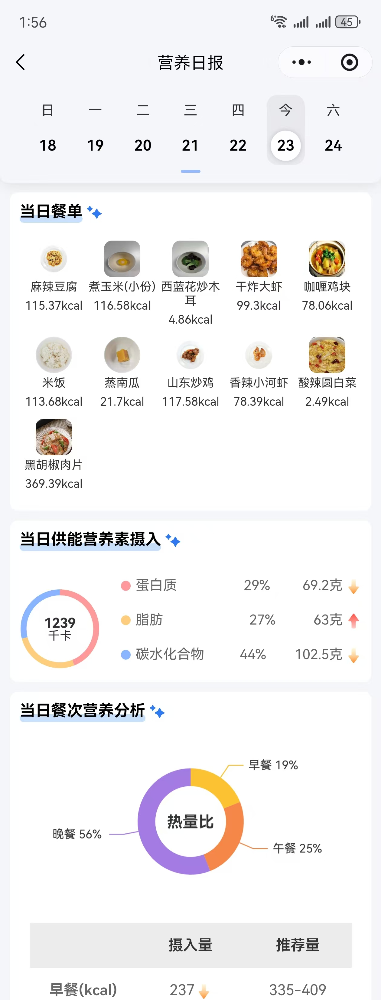 1:56
6+
45
营养日报
日 一 二 三 四 今 六
18 19 20 21 22 23 24
当日餐单
麻辣豆腐 煮玉米(小份) 西蓝花炒木耳 干炸大虾 咖喱鸡块
115.37kcal 116.58kcal 4.86kcal 99.3kcal 78.06kcal
米饭 蒸南瓜 山东炒鸡 香辣小河虾 酸辣圆白菜
113.68kcal 21.7kcal 117.58kcal 78.39kcal 2.49kcal
黑胡椒肉片
369.39kcal
当日供能营养素摄入
1239
千卡
蛋白质 29% 69.2克
脂肪 27% 63克
碳水化合物 44% 102.5克
当日餐次营养分析
早餐 19%
热量比
晚餐 56%
午餐 25%
摄入量 推荐量
早餐(kcal) 237 335-409